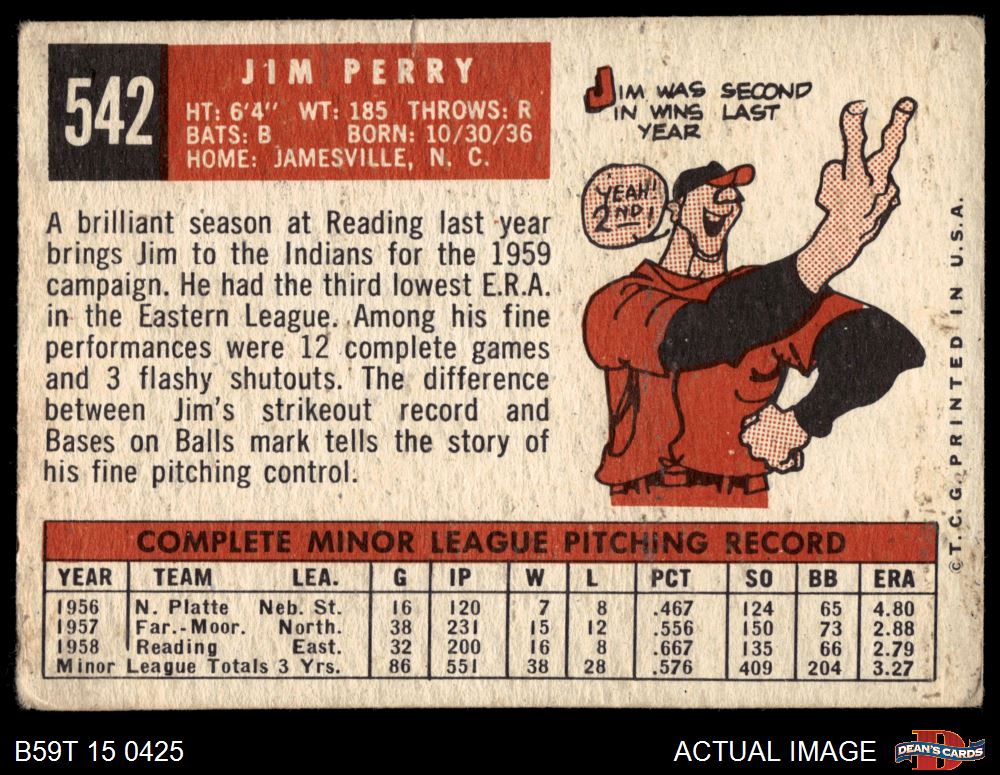 542
JIM PERRY
HT: 6'4" WT: 185 THROWS: R
BATS: B BORN: 10/30/36
HOME: JAMESVILLE, N. C.
JIM WAS SECOND
IN WINS LAST
YEAR
YEAH!
2ND!
A brilliant season at Reading last year
brings Jim to the Indians for the 1959
campaign. He had the third lowest E.R.A.
in the Eastern League. Among his fine
performances were 12 complete games
and 3 flashy shutouts. The difference
between Jim's strikeout record and
Bases on Balls mark tells the story of
his fine pitching control.
© T. C. G. PRINTED IN U.S.A.
COMPLETE MINOR LEAGUE PITCHING RECORD
YEAR TEAM LEA. G IP W L PCT SO BB ERA
1956 N. Platte Neb. St. 16 120 7 8 .467 124 65 4.80
1957 Far.-Moor. North. 38 231 15 12 .556 150 73 2.88
1958 Reading East. 32 200 16 8 .667 135 66 2.79
Minor League Totals 3 Yrs. 86 551 38 28 .576 409 204 3.27
B59T 15 0425
ACTUAL IMAGE
DEAN'S CARDS